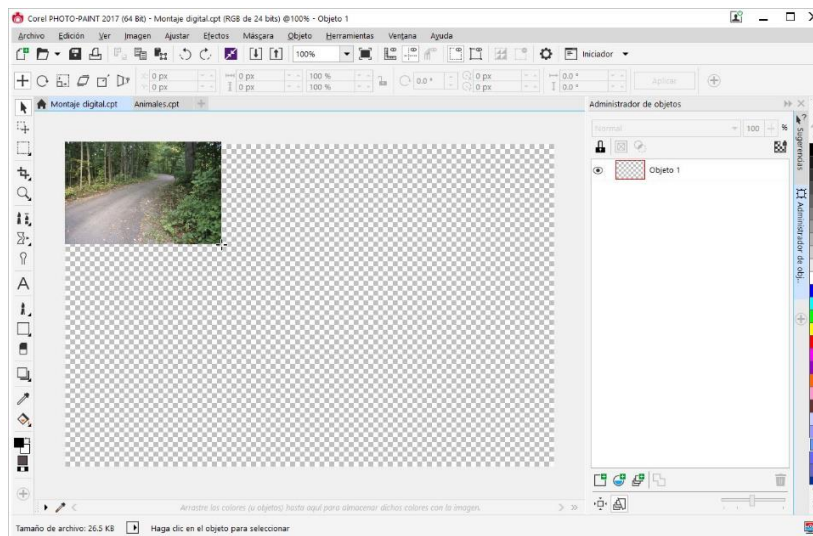 Corel PHOTO-PAINT 2017 (64 Bit) - Montaje digital.cpt (RGB de 24 bits) @100% - Objeto 1
Archivo Edición Ver Imagen Ajustar Efectos Máscara Objeto Herramientas Ventana Ayuda
100% Iniciador
0 px 0 px 100 % 0.0 ° 0 px 0.0 ° Aplicar
0 px 0 px 100 % 0 px 0.0 °
Montaje digital.cpt Animales.cpt
Administrador de objetos
Normal 100 %
Objeto 1
Sugerencias
Administrador de obj...
Arrastre los colores (u objetos) hasta aquí para almacenar dichos colores con la imagen.
Tamaño de archivo: 26.5 KB Haga clic en el objeto para seleccionar